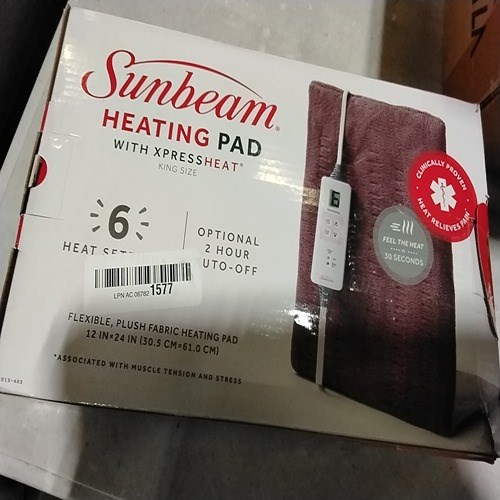 Sunbeam®
HEATING PAD
WITH XPRESSHEAT®
KING SIZE
6
HEAT
OPTIONAL
2 HOUR
UTO-OFF
LPN AC 06782 1577
FLEXIBLE, PLUSH FABRIC HEATING PAD
12 IN×24 IN (30.5 CM×61.0 CM)
*ASSOCIATED WITH MUSCLE TENSION AND STRESS
CLINICALLY PROVEN
HEAT RELIEVES PAIN*
FEEL THE HEAT
30 SECONDS